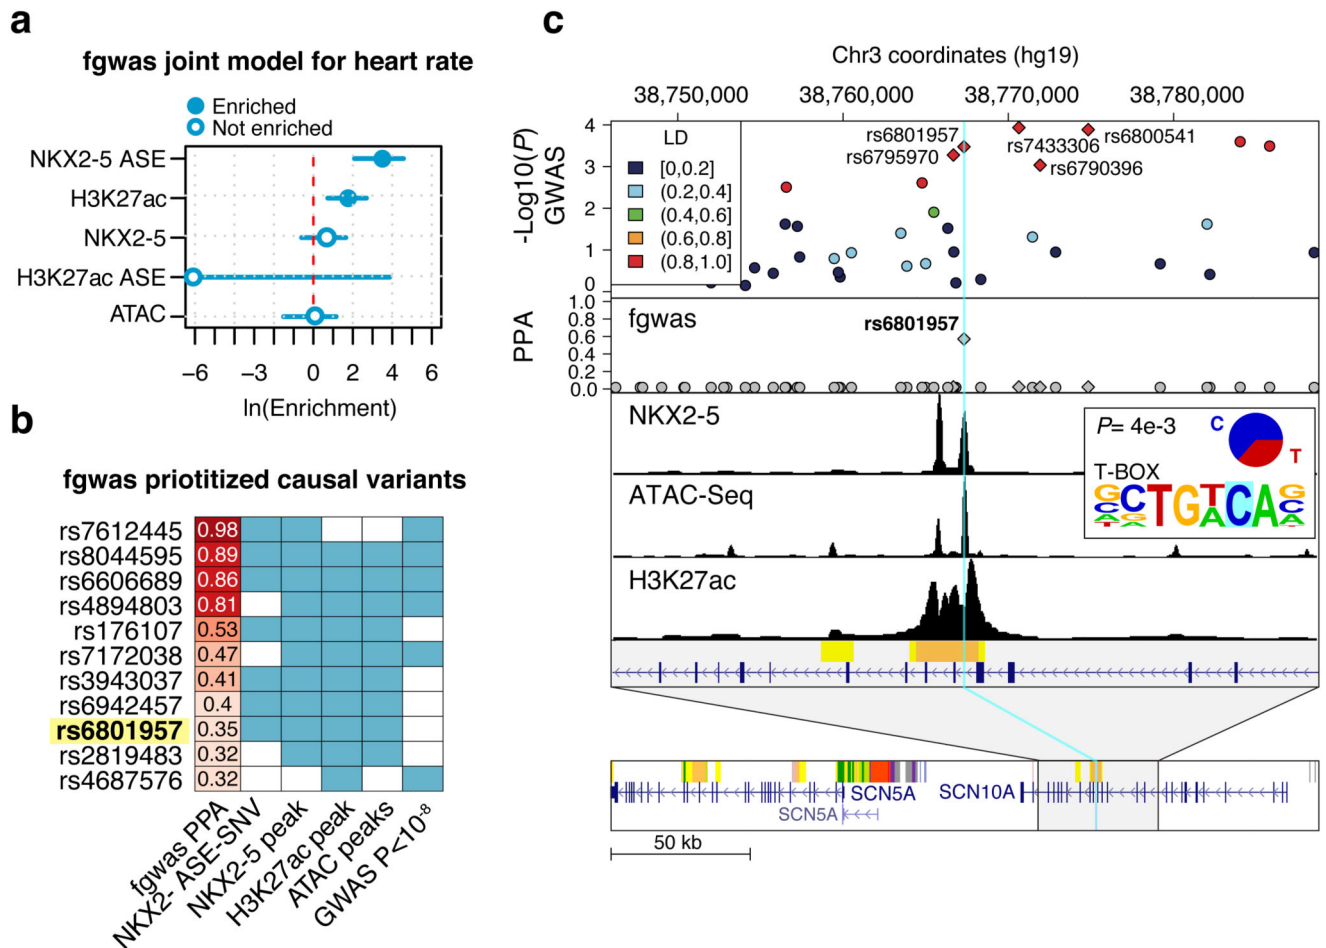 a
fgwas joint model for heart rate
Enriched
Not enriched
NKX2-5 ASE
H3K27ac
NKX2-5
H3K27ac ASE
ATAC
−6 −3 0 2 4 6
ln(Enrichment)
b
fgwas priotitized causal variants
rs7612445 0.98
rs8044595 0.89
rs6606689 0.86
rs4894803 0.81
rs176107 0.53
rs7172038 0.47
rs3943037 0.41
rs6942457 0.4
rs6801957 0.35
rs2819483 0.32
rs4687576 0.32
fgwas PPA
NKX2- ASE-SNV
NKX2-5 peak
H3K27ac peak
ATAC peaks
GWAS P<10-8
c
Chr3 coordinates (hg19)
38,750,000 38,760,000 38,770,000 38,780,000
-Log10(P)
GWAS
4
3
2
1
0
LD
[0,0.2]
(0.2,0.4]
(0.4,0.6]
(0.6,0.8]
(0.8,1.0]
rs6801957
rs6795970
rs7433306
rs6800541
rs6790396
PPA
1.0
0.8
0.6
0.4
0.2
0.0
fgwas
rs6801957
NKX2-5
P= 4e-3
C
T
T-BOX
ATAC-Seq
H3K27ac
SCN5A
SCN10A
SCN5A
50 kb